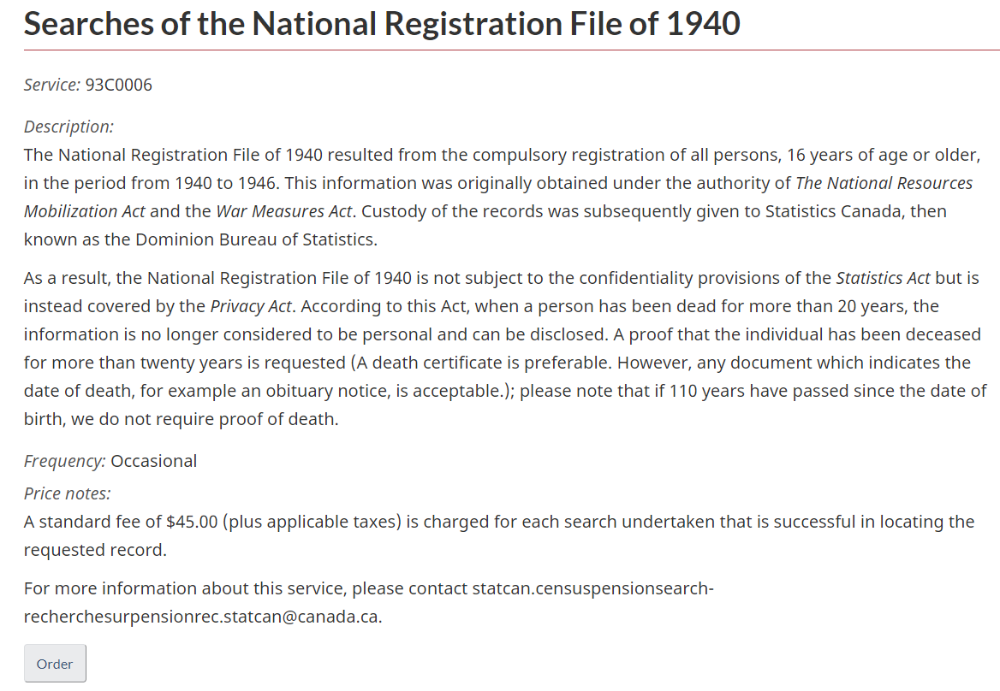 Searches of the National Registration File of 1940
Service: 93C0006
Description:
The National Registration File of 1940 resulted from the compulsory registration of all persons, 16 years of age or older,
in the period from 1940 to 1946. This information was originally obtained under the authority of The National Resources
Mobilization Act and the War Measures Act. Custody of the records was subsequently given to Statistics Canada, then
known as the Dominion Bureau of Statistics.
As a result, the National Registration File of 1940 is not subject to the confidentiality provisions of the Statistics Act but is
instead covered by the Privacy Act. According to this Act, when a person has been dead for more than 20 years, the
information is no longer considered to be personal and can be disclosed. A proof that the individual has been deceased
for more than twenty years is requested (A death certificate is preferable. However, any document which indicates the
date of death, for example an obituary notice, is acceptable.); please note that if 110 years have passed since the date of
birth, we do not require proof of death.
Frequency: Occasional
Price notes:
A standard fee of $45.00 (plus applicable taxes) is charged for each search undertaken that is successful in locating the
requested record.
For more information about this service, please contact statcan.censuspensionsearch-
recherchesurpensionrec.statcan@canada.ca.
Order